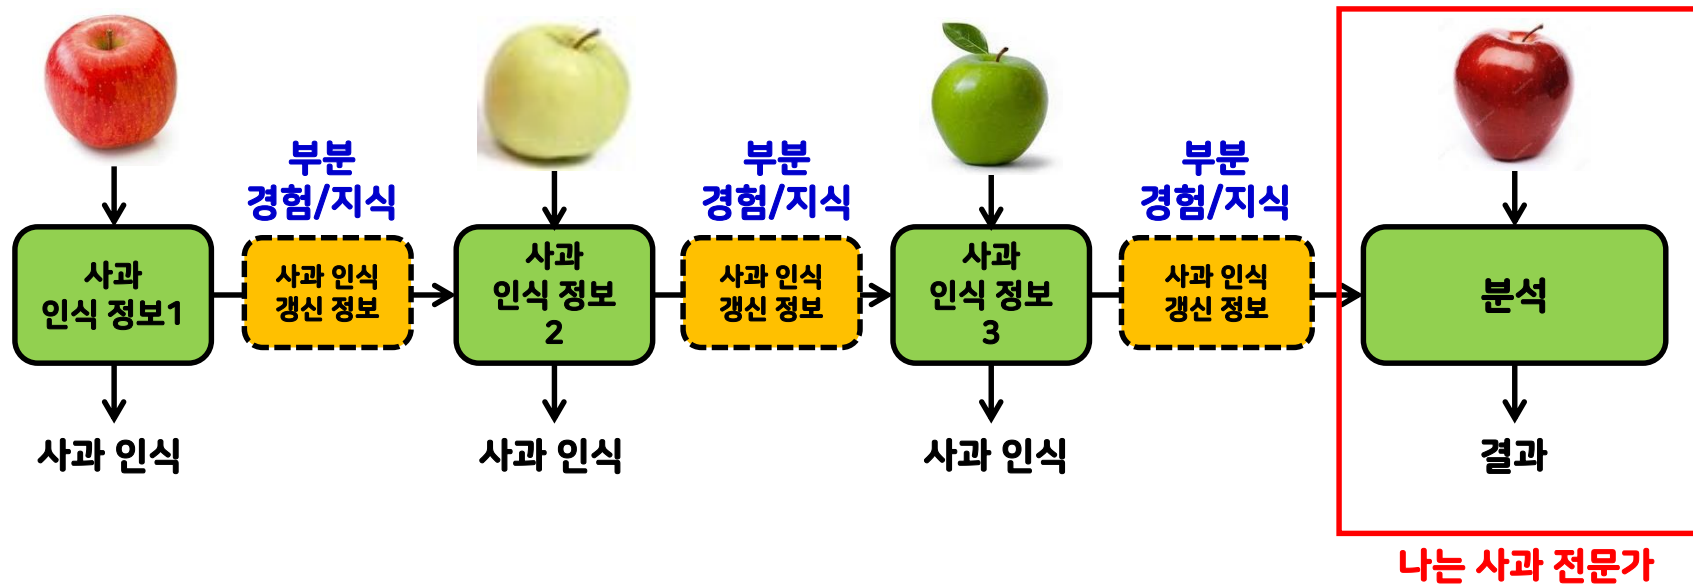 부분
경험/지식
부분
경험/지식
부분
경험/지식
사과
인식 정보1
사과 인식
갱신 정보
사과
인식 정보
2
사과 인식
갱신 정보
사과
인식 정보
3
사과 인식
갱신 정보
분석
사과 인식
사과 인식
사과 인식
결과
나는 사과 전문가